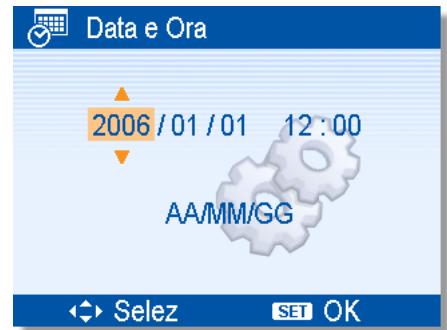 Data e Ora
2006 / 01 / 01 12 : 00
AA/MM/GG
Selez SET OK